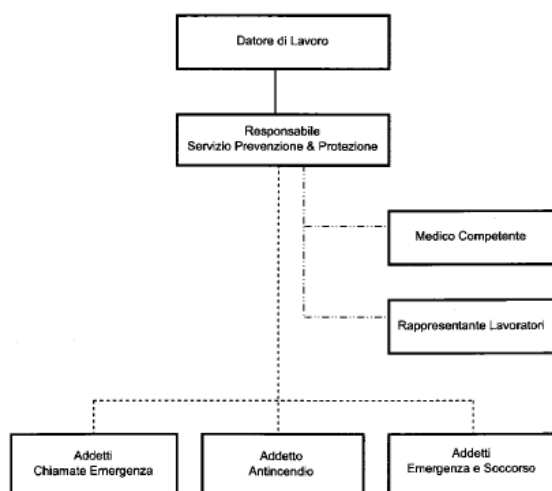 Datore di Lavoro
Responsabile
Servizio Prevenzione & Protezione
Medico Competente
Rappresentante Lavoratori
Addetti
Chiamate Emergenza
Addetto
Antincendio
Addetti
Emergenza e Soccorso